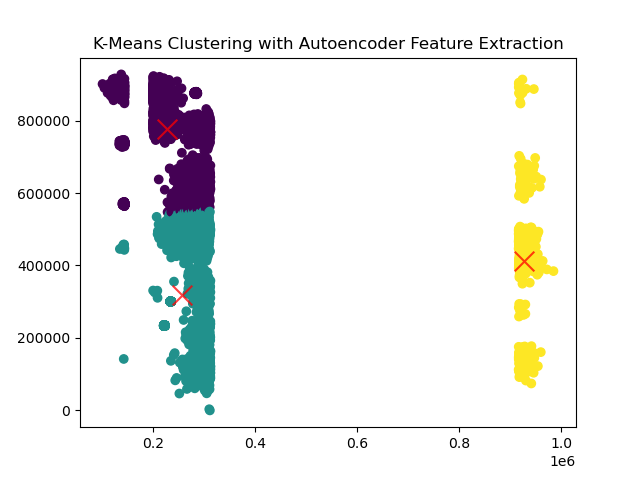 K-Means Clustering with Autoencoder Feature Extraction
800000
600000
400000
200000
0
0.2 0.4 0.6 0.8 1.0
1e6